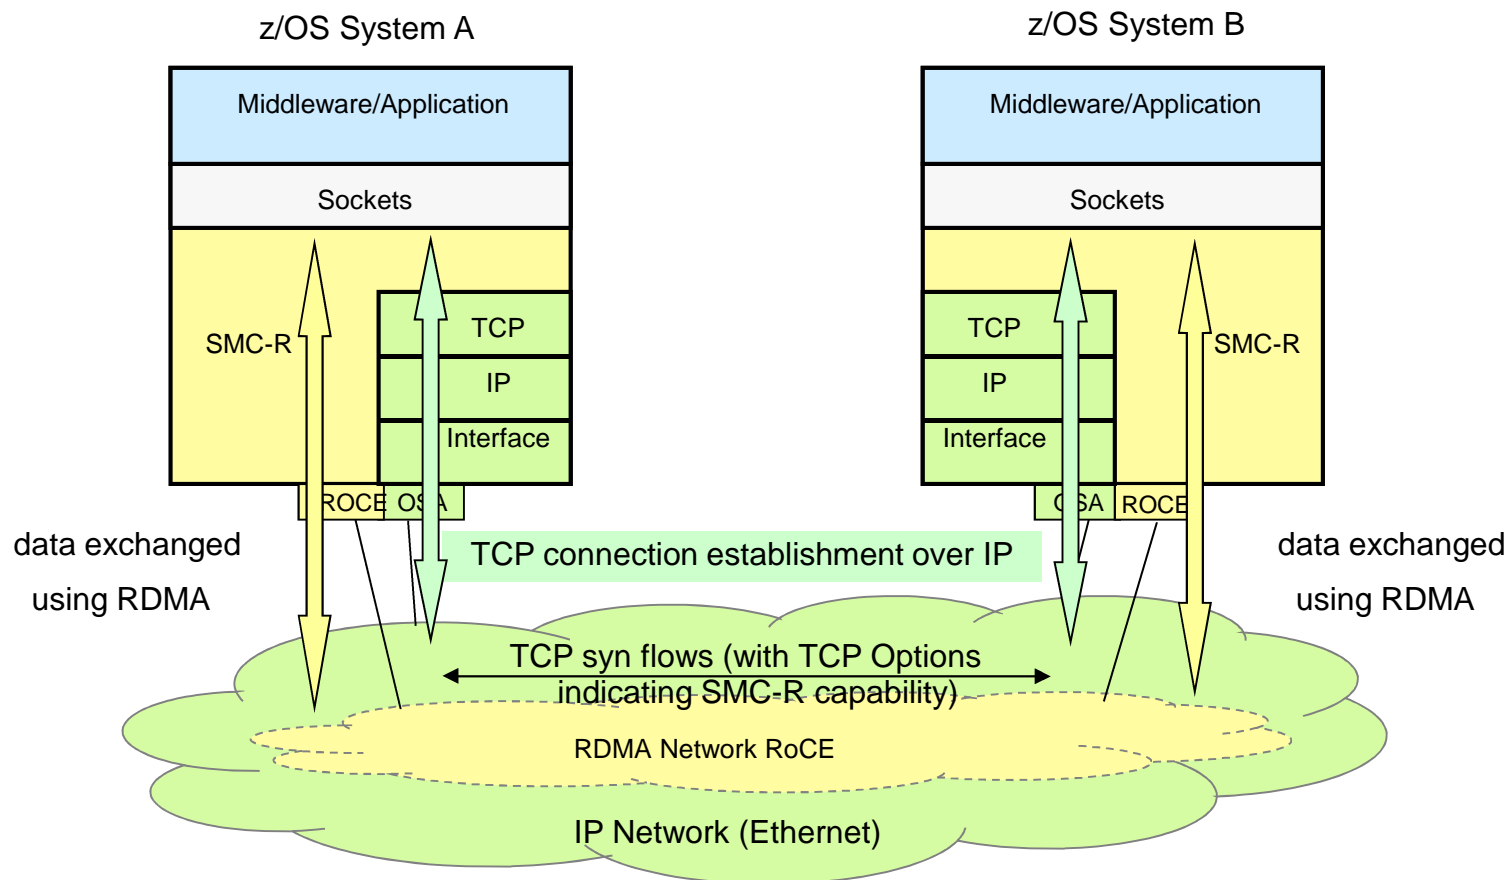 z/OS System A
z/OS System B
Middleware/Application
Middleware/Application
Sockets
Sockets
SMC-R
TCP
IP
Interface
TCP
IP
Interface
SMC-R
ROCE
OSA
OSA
ROCE
data exchanged
using RDMA
TCP connection establishment over IP
data exchanged
using RDMA
TCP syn flows (with TCP Options
indicating SMC-R capability)
RDMA Network RoCE
IP Network (Ethernet)